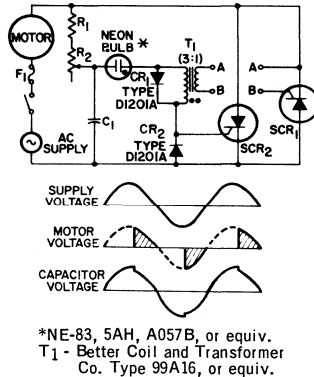 MOTOR
R1
R2
NEON
BULB *
T1
(3:1)
A
B
A
B
F1
CR1
TYPE
D1201A
C1
CR2
TYPE
D1201A
SCR2
SCR1
AC
SUPPLY
SUPPLY
VOLTAGE
MOTOR
VOLTAGE
CAPACITOR
VOLTAGE
*NE-83, 5AH, A057B, or equiv.
T1 - Better Coil and Transformer
Co. Type 99A16, or equiv.